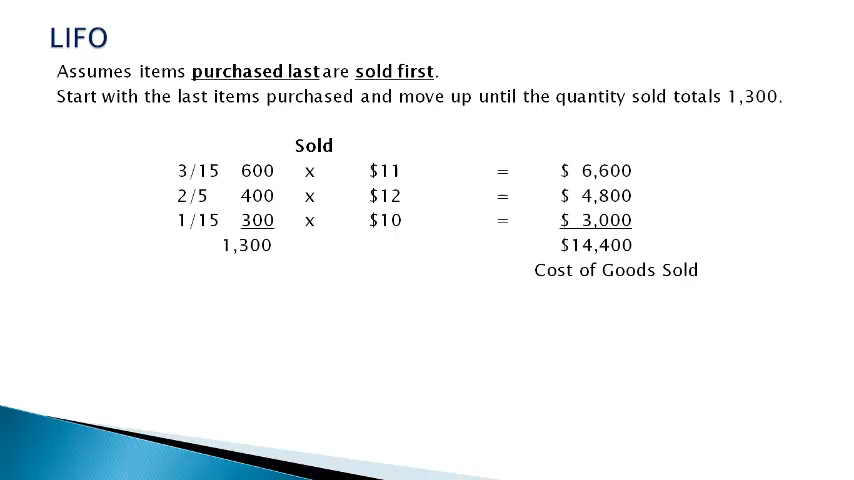 LIFO
Assumes items purchased last are sold first.
Start with the last items purchased and move up until the quantity sold totals 1,300.
Sold
3/15 600 x $11 = $ 6,600
2/5 400 x $12 = $ 4,800
1/15 300 x $10 = $ 3,000
1,300 $14,400
Cost of Goods Sold